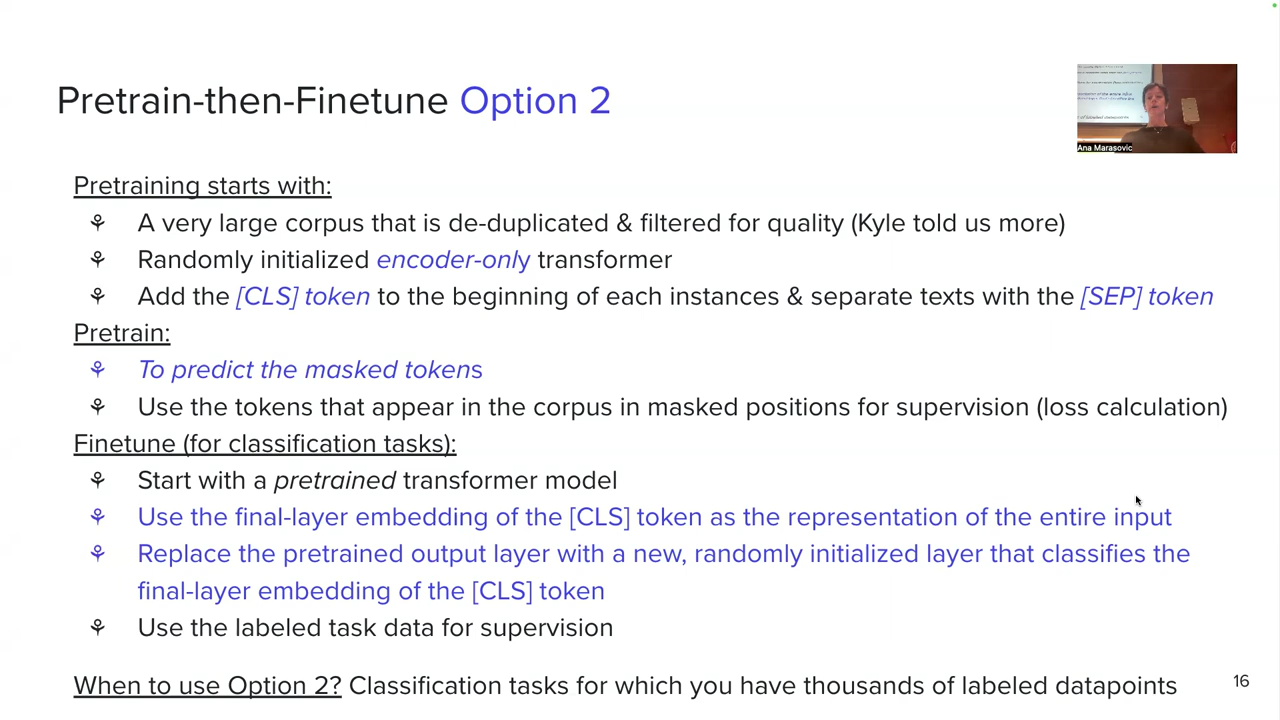 Pretrain-then-Finetune Option 2
Ana Marasovic
Pretraining starts with:
⚘ A very large corpus that is de-duplicated & filtered for quality (Kyle told us more)
⚘ Randomly initialized encoder-only transformer
⚘ Add the [CLS] token to the beginning of each instances & separate texts with the [SEP] token
Pretrain:
⚘ To predict the masked tokens
⚘ Use the tokens that appear in the corpus in masked positions for supervision (loss calculation)
Finetune (for classification tasks):
⚘ Start with a pretrained transformer model
⚘ Use the final-layer embedding of the [CLS] token as the representation of the entire input
⚘ Replace the pretrained output layer with a new, randomly initialized layer that classifies the
final-layer embedding of the [CLS] token
⚘ Use the labeled task data for supervision
When to use Option 2? Classification tasks for which you have thousands of labeled datapoints
16